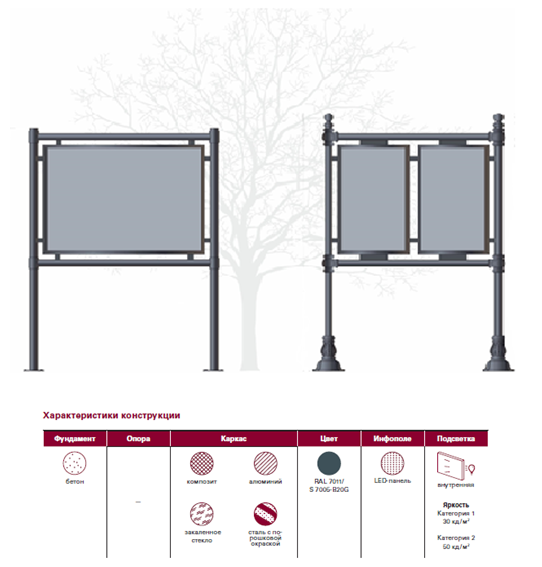 Характеристики конструкции
Фундамент Опора Каркас Цвет Инфополе Подсветка
бетон
—
композит
алюминий
закаленное
стекло
сталь с по-
рошковой
окраской
RAL 7011/
S 7005-B20G
LED-панель
внутренняя
Яркость
Категория 1
30 кд/м²
Категория 2
50 кд/м²